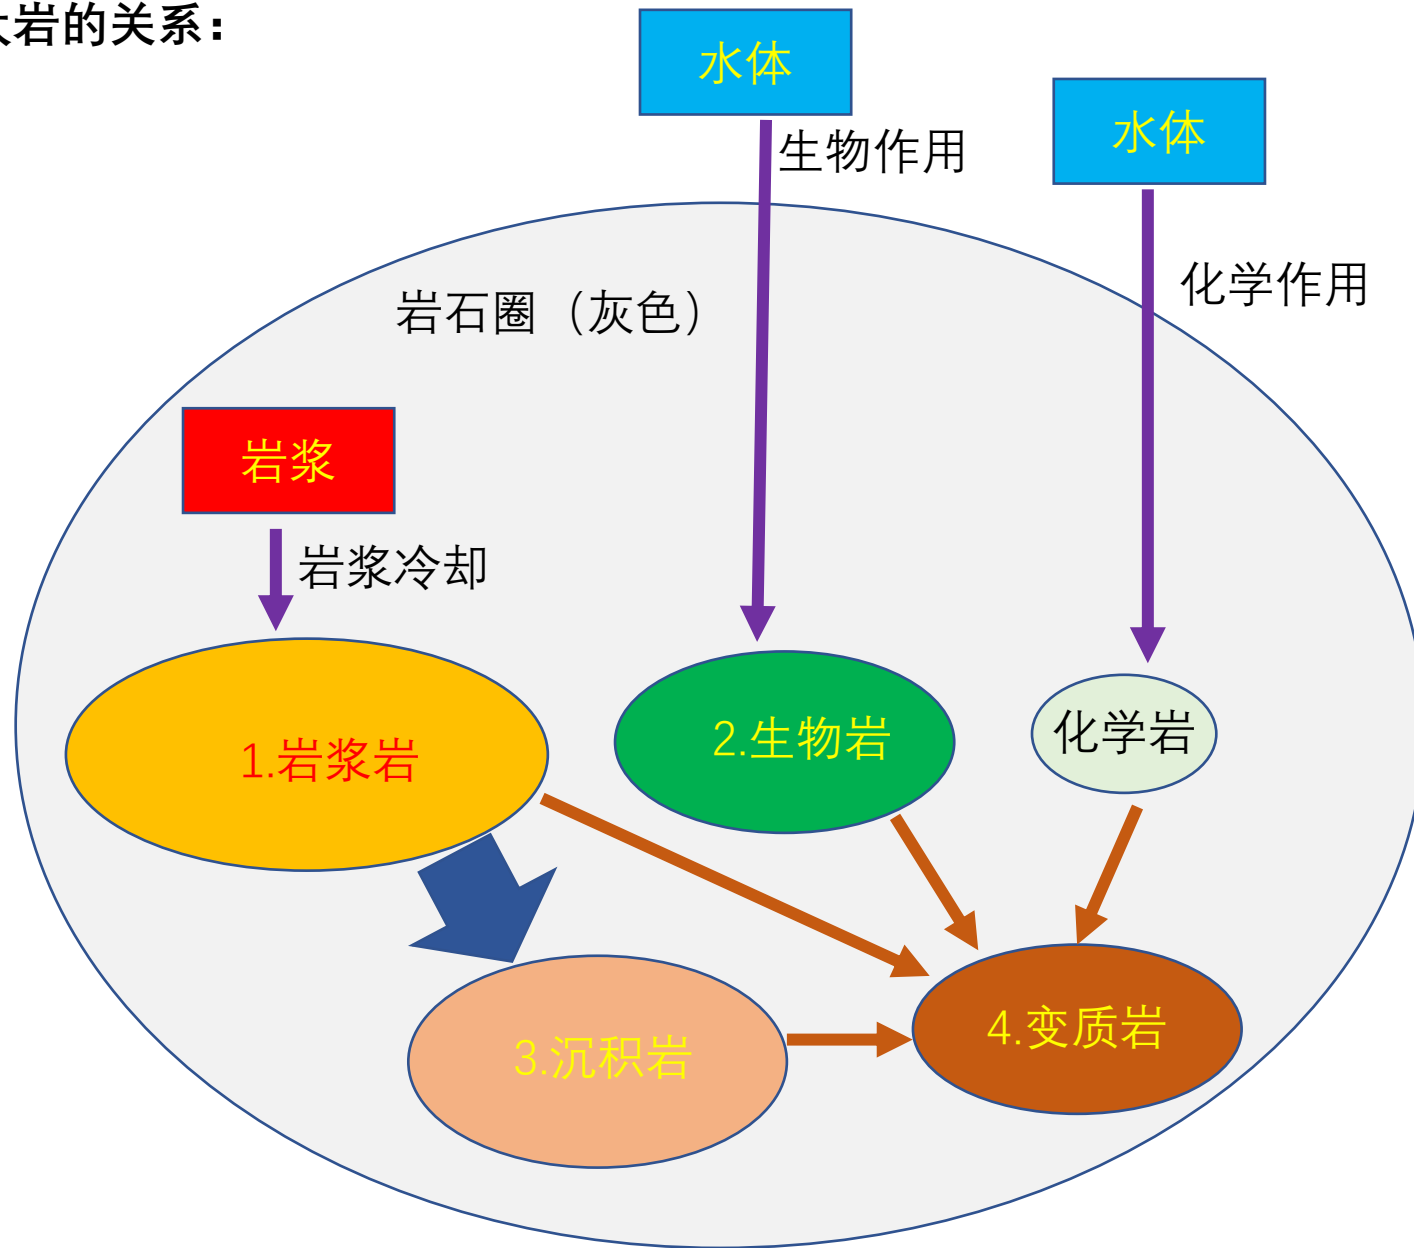 岩的关系：
水体
水体
生物作用
化学作用
岩石圈（灰色）
岩浆
岩浆冷却
1.岩浆岩
2.生物岩
化学岩
3.沉积岩
4.变质岩